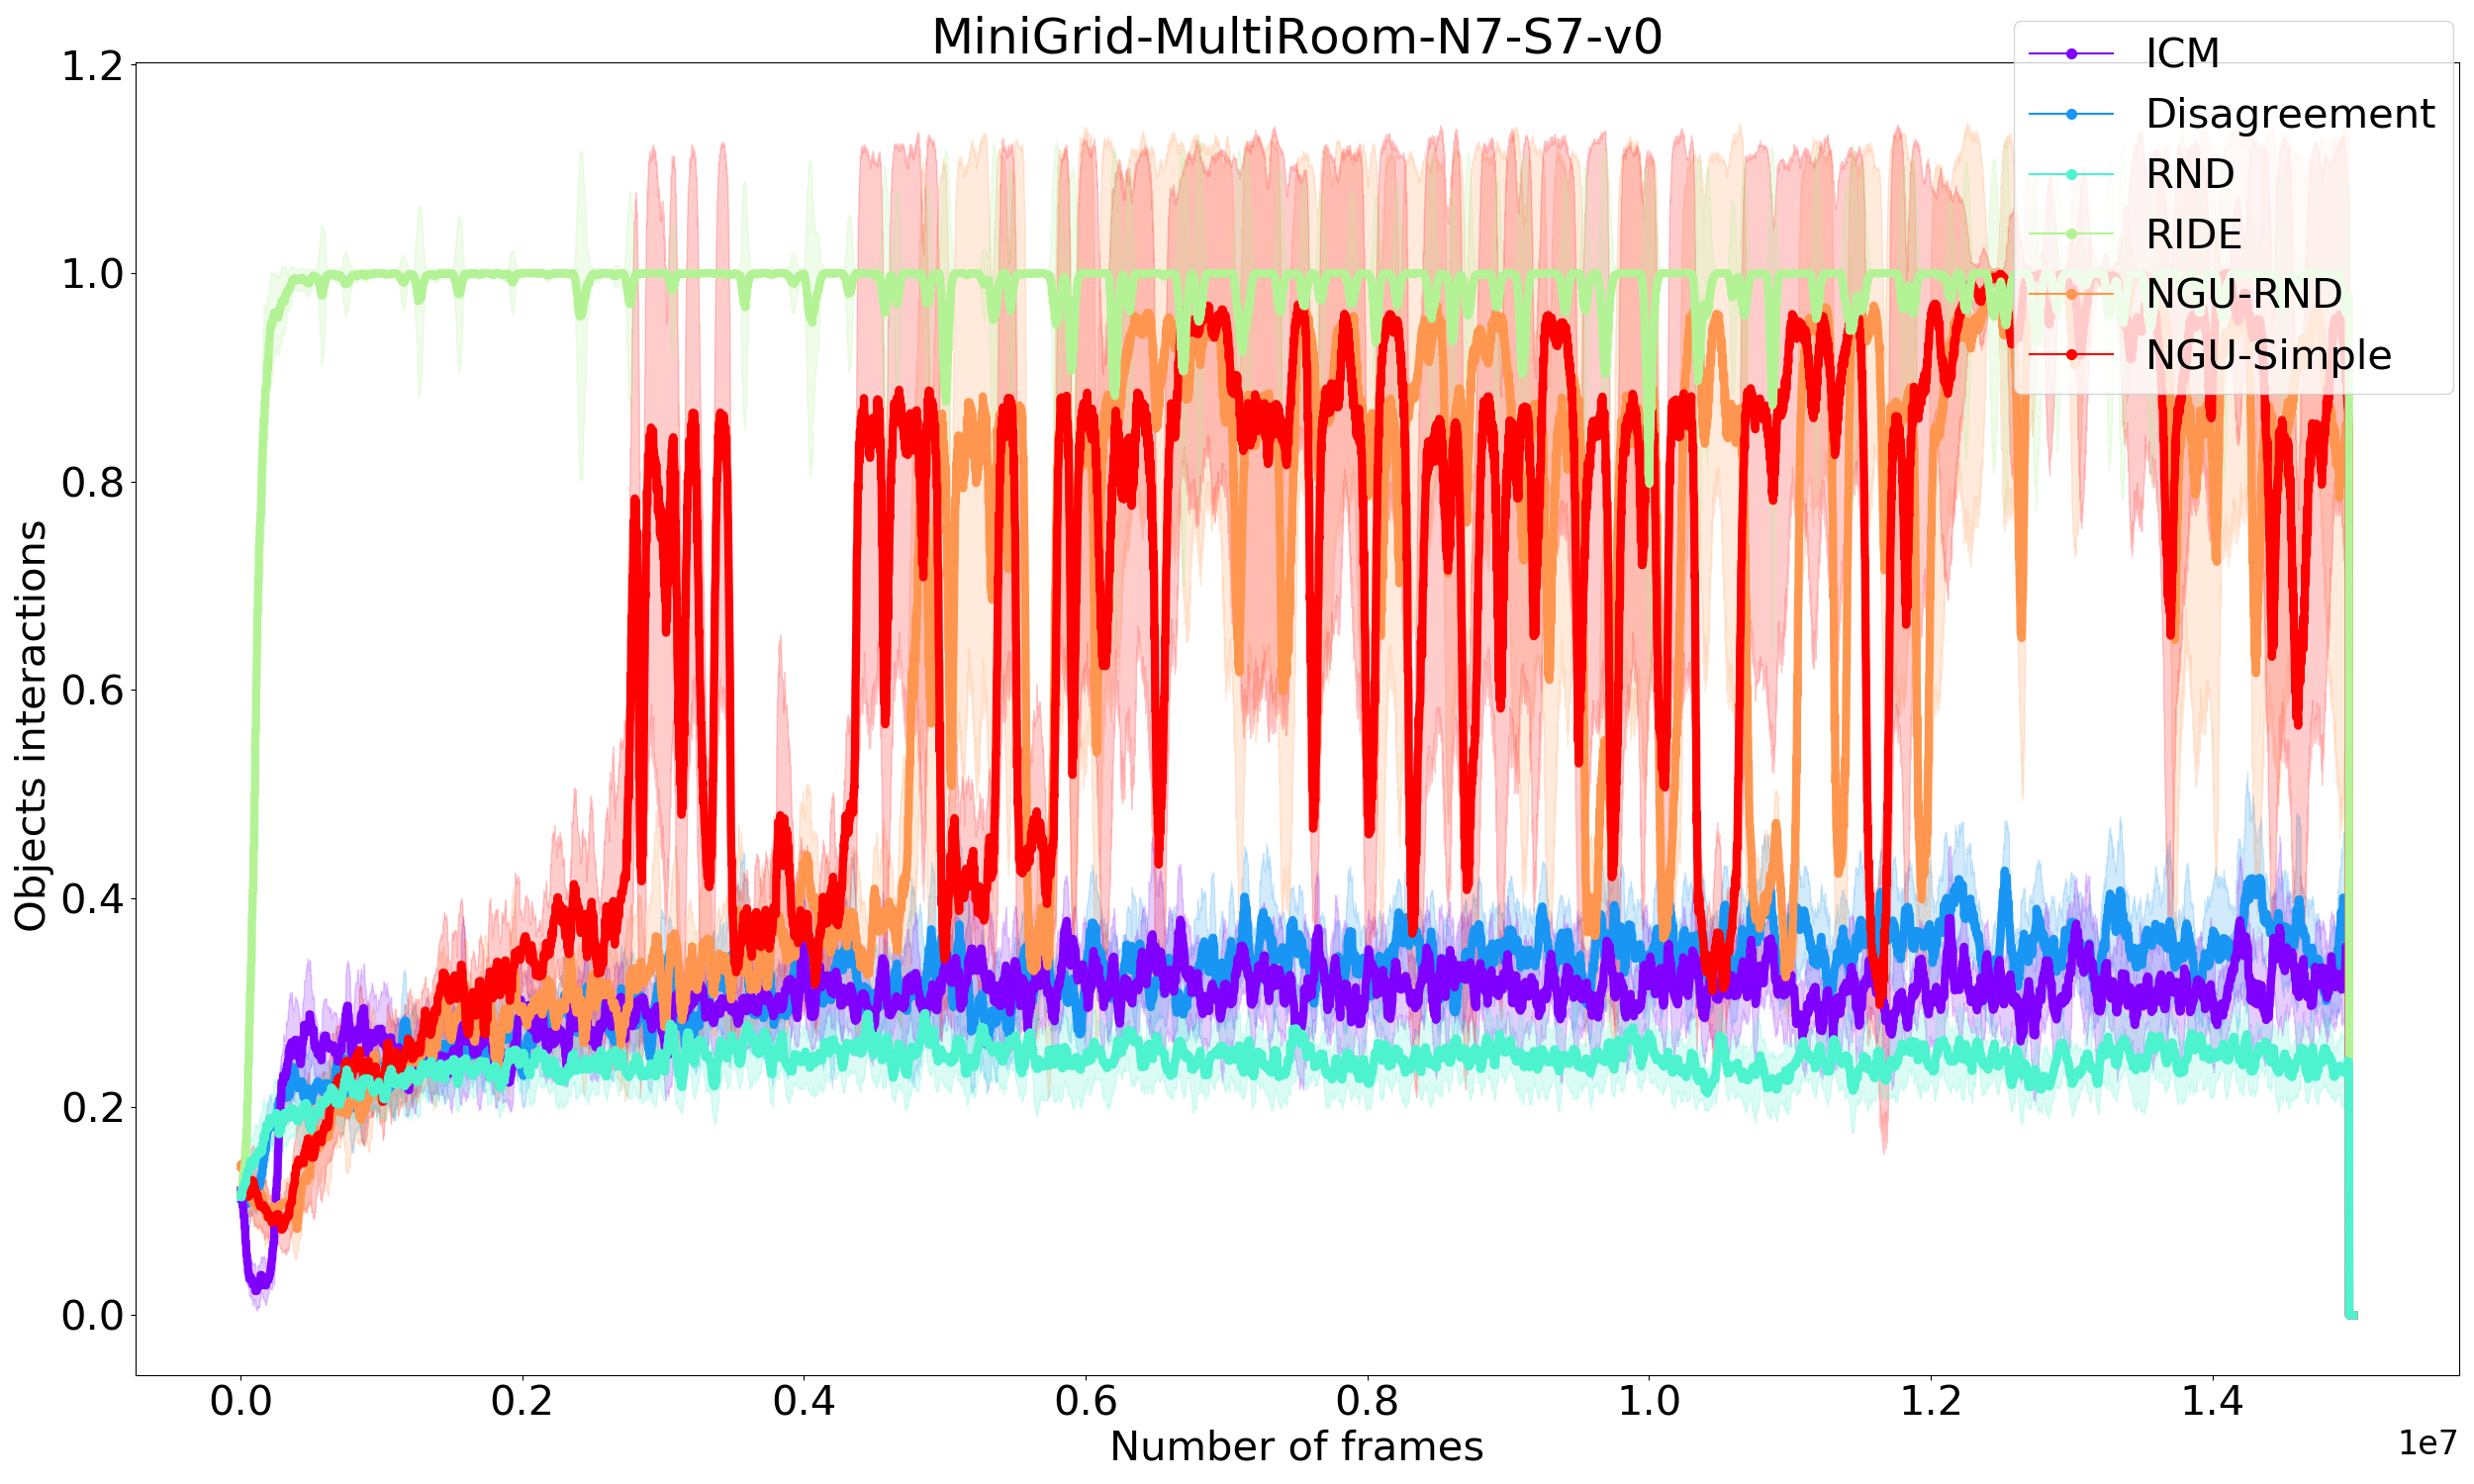 MiniGrid-MultiRoom-N7-S7-v0
ICM
Disagreement
RND
RIDE
NGU-RND
NGU-Simple
Objects interactions
1.2
1.0
0.8
0.6
0.4
0.2
0.0
0.0 0.2 0.4 0.6 0.8 1.0 1.2 1.4
1e7
Number of frames